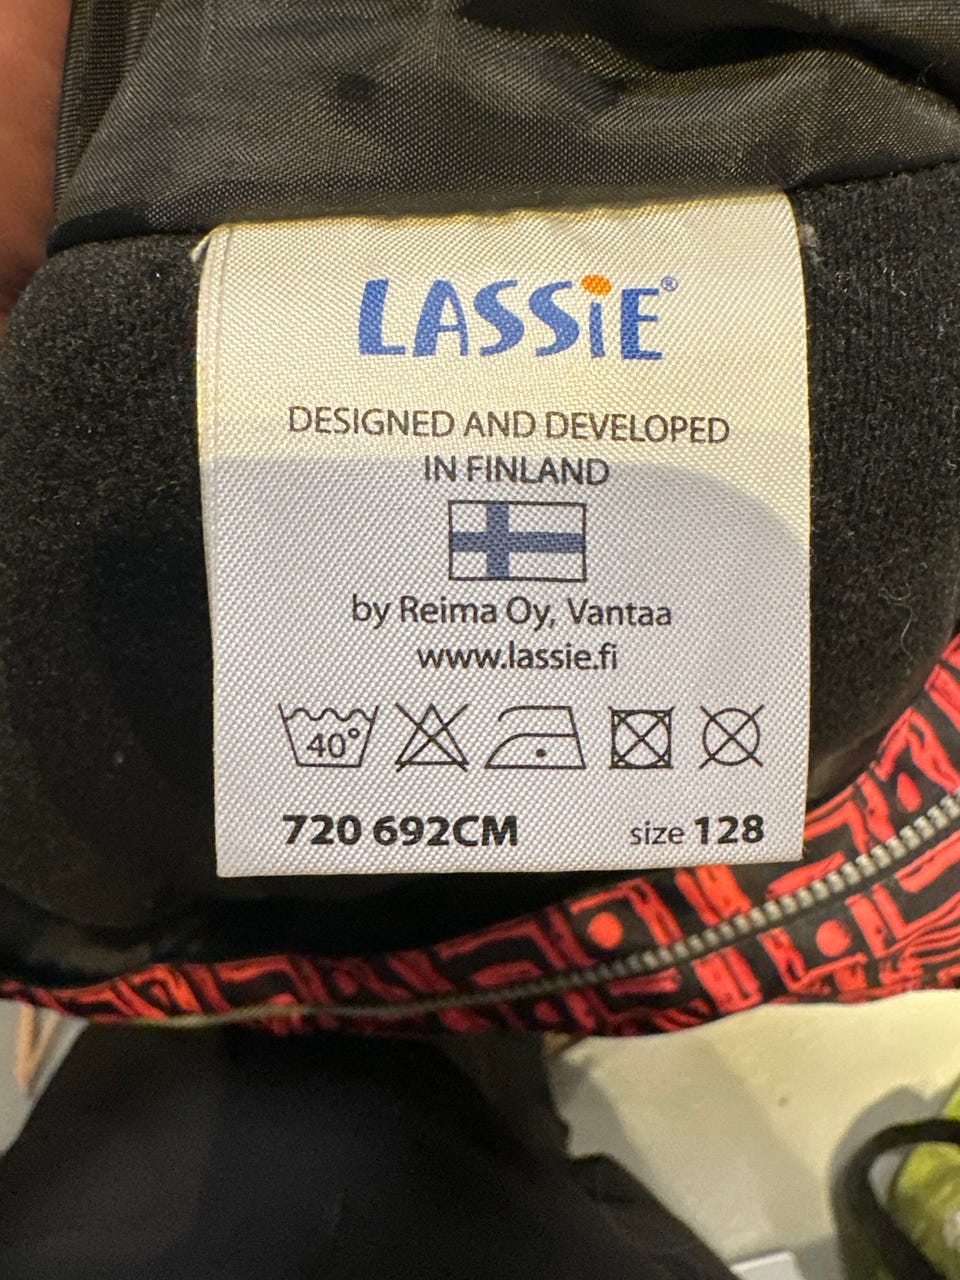 LASSiE®
DESIGNED AND DEVELOPED
IN FINLAND
by Reima Oy, Vantaa
www.lassie.fi
40°
720 692CM size 128